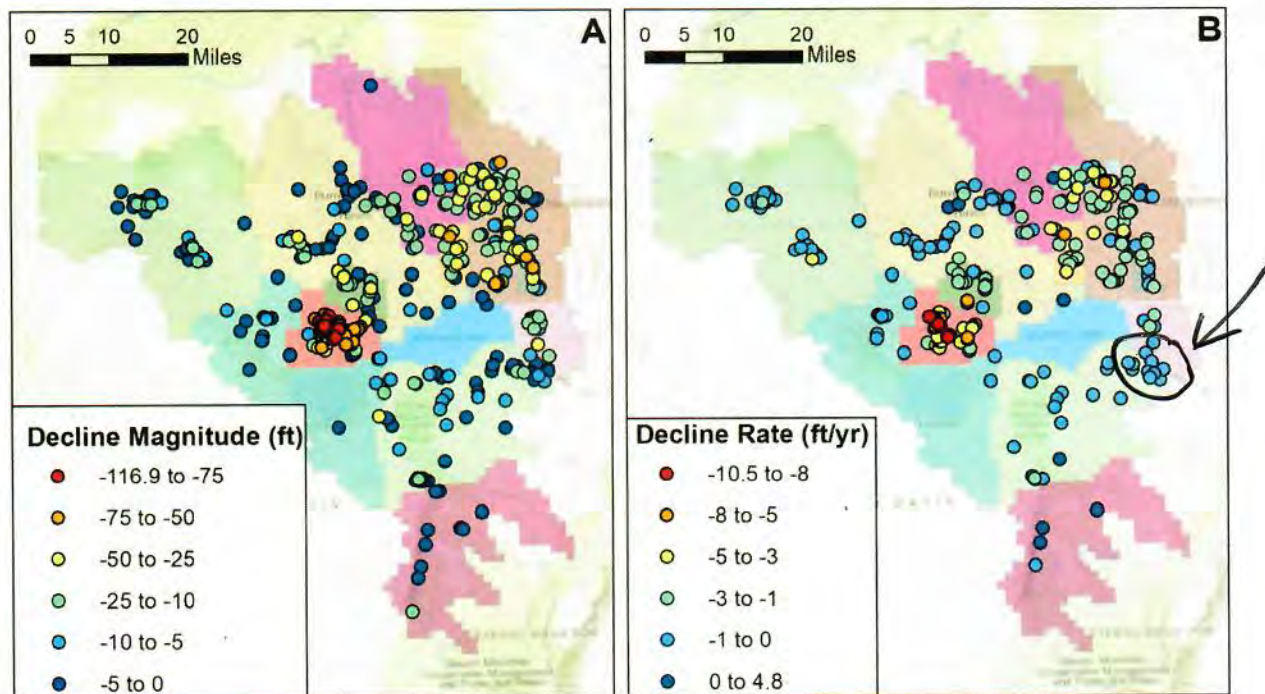 A
0 5 10 20
Miles
Decline Magnitude (ft)
-116.9 to -75
-75 to -50
-50 to -25
-25 to -10
-10 to -5
-5 to 0
B
0 5 10 20
Miles
Decline Rate (ft/yr)
-10.5 to -8
-8 to -5
-5 to -3
-3 to -1
-1 to 0
0 to 4.8